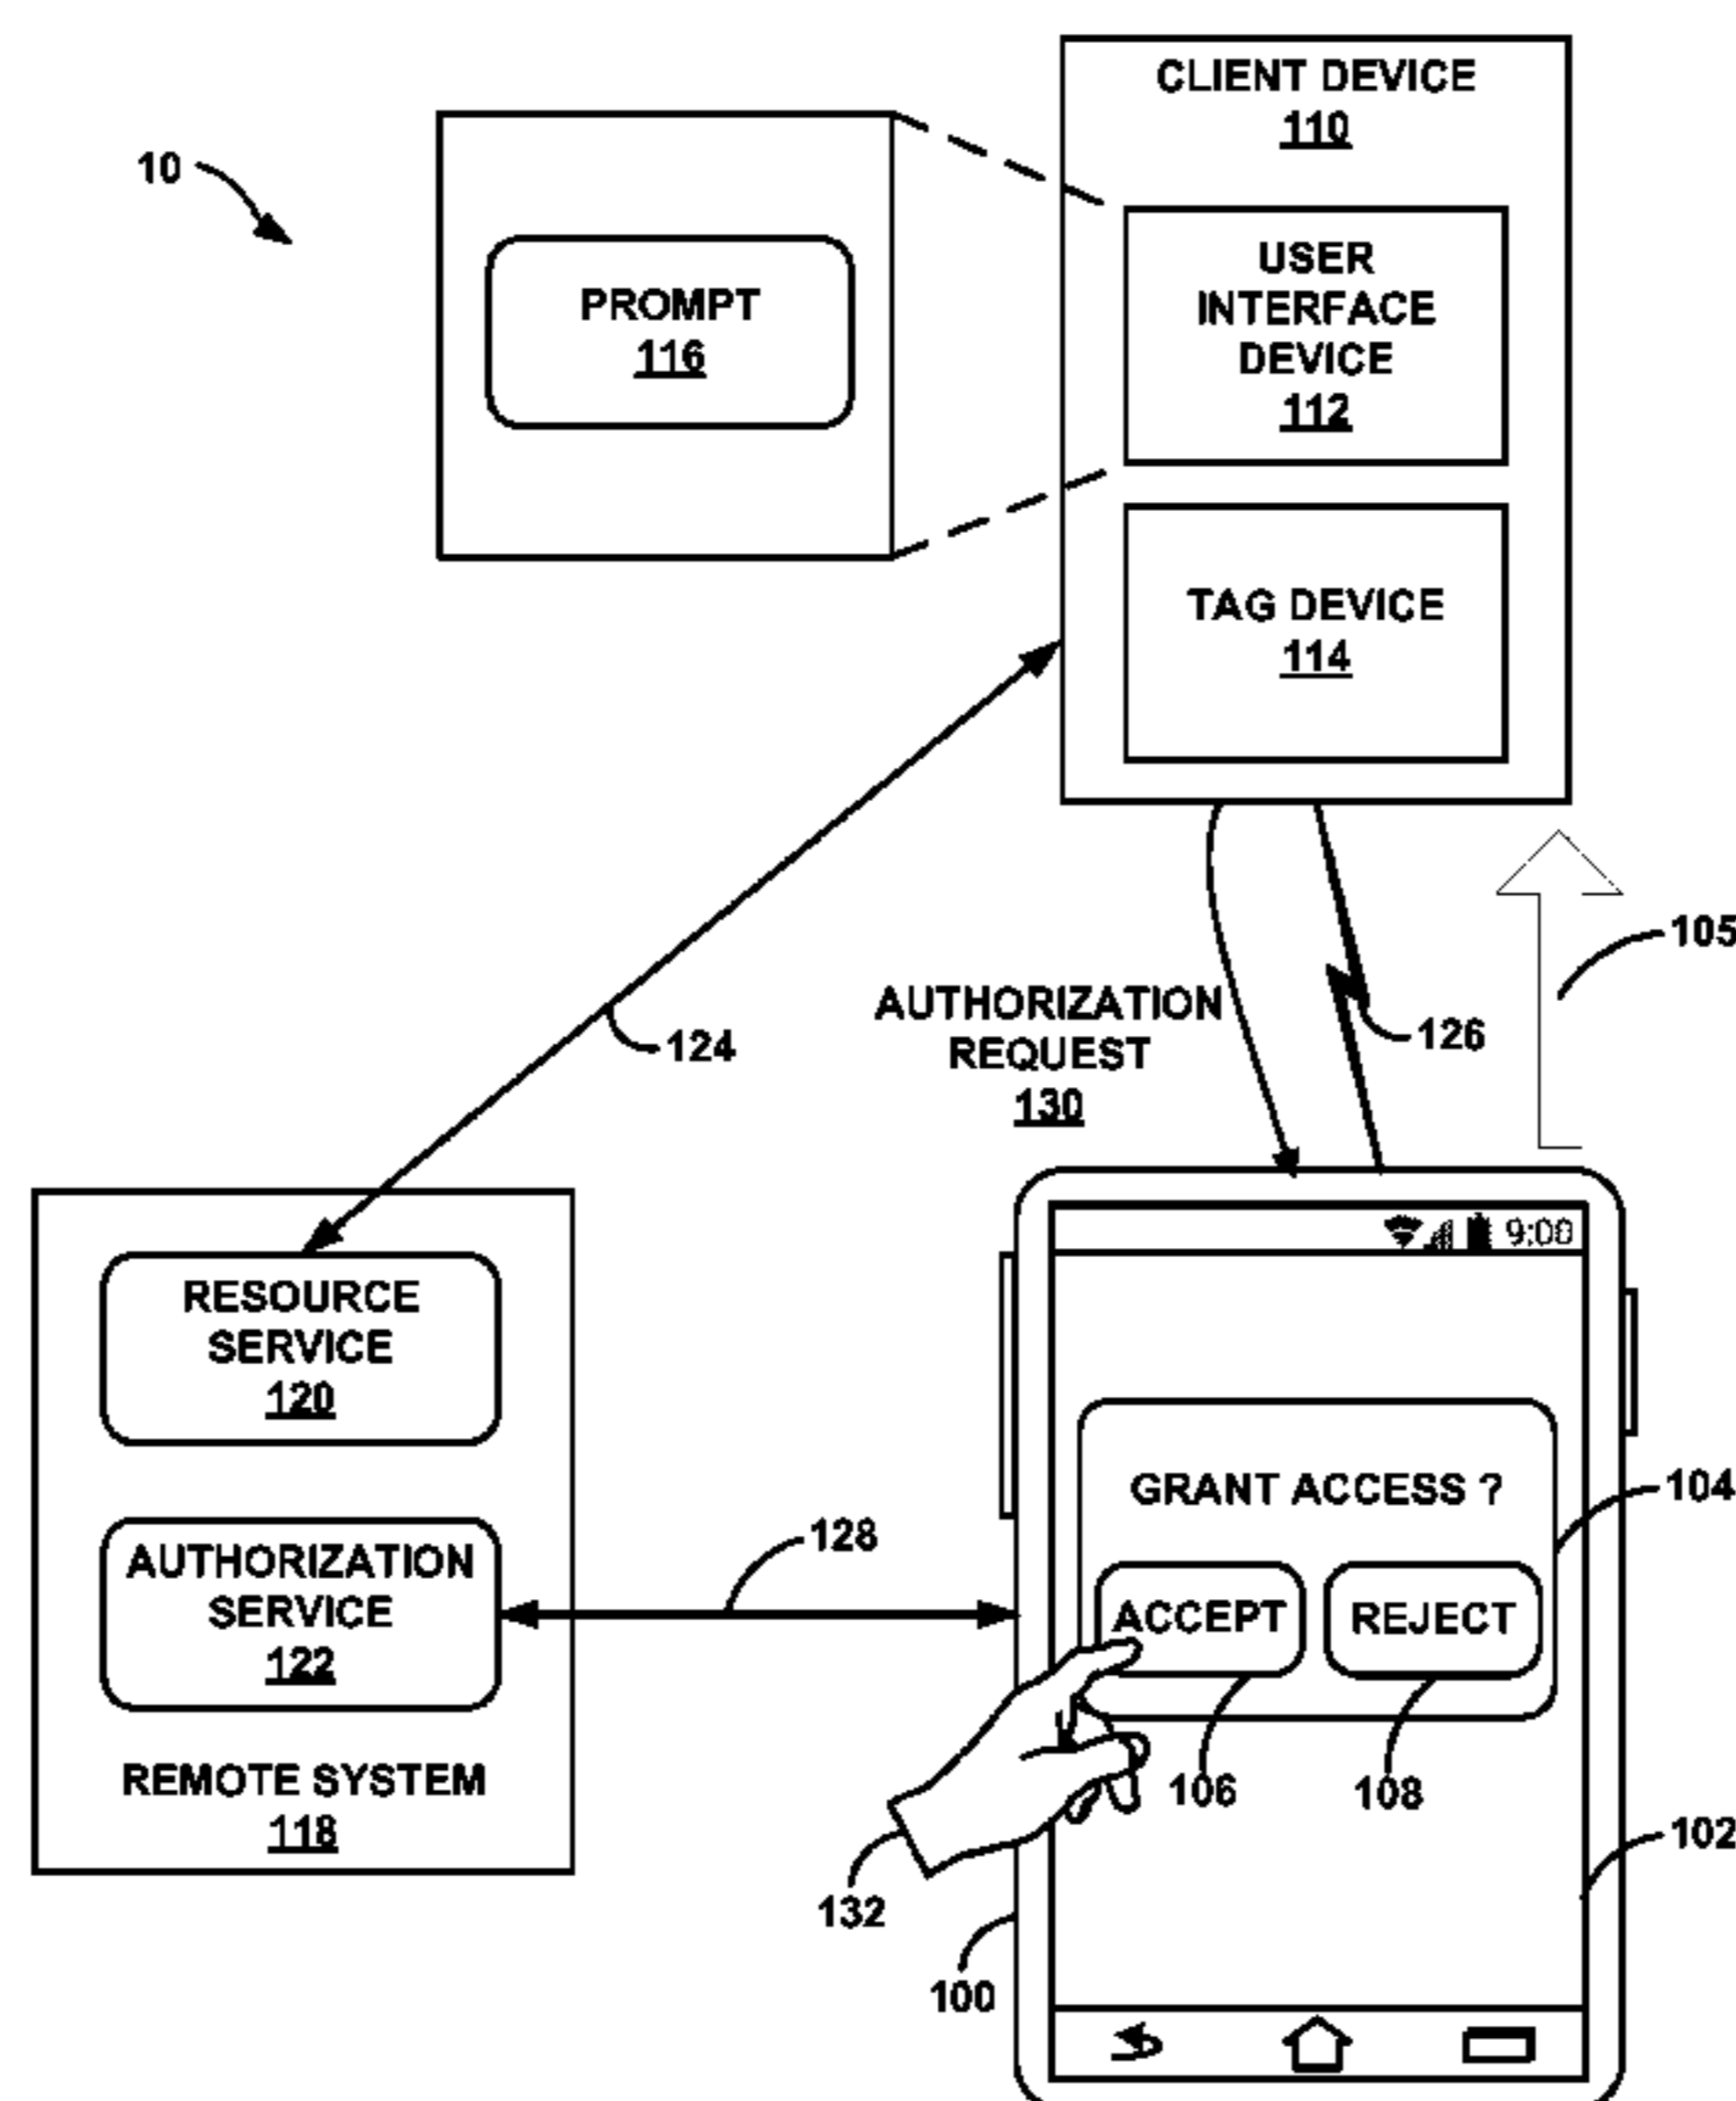 10
CLIENT DEVICE
110
PROMPT
116
USER
INTERFACE
DEVICE
112
TAG DEVICE
114
105
124
AUTHORIZATION
REQUEST
130
126
9:00
RESOURCE
SERVICE
120
AUTHORIZATION
SERVICE
122
REMOTE SYSTEM
118
128
GRANT ACCESS ?
104
ACCEPT
REJECT
106
108
102
132
100